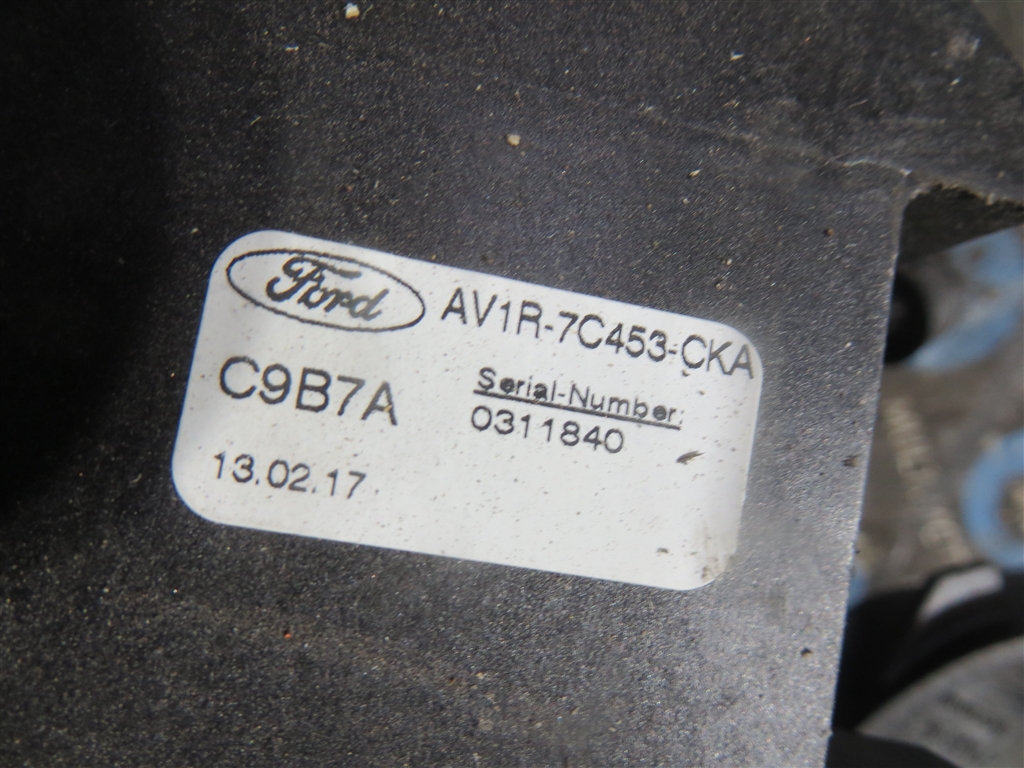 Ford AV1R-7C453-CKA
C9B7A
Serial-Number:
0311840
13.02.17